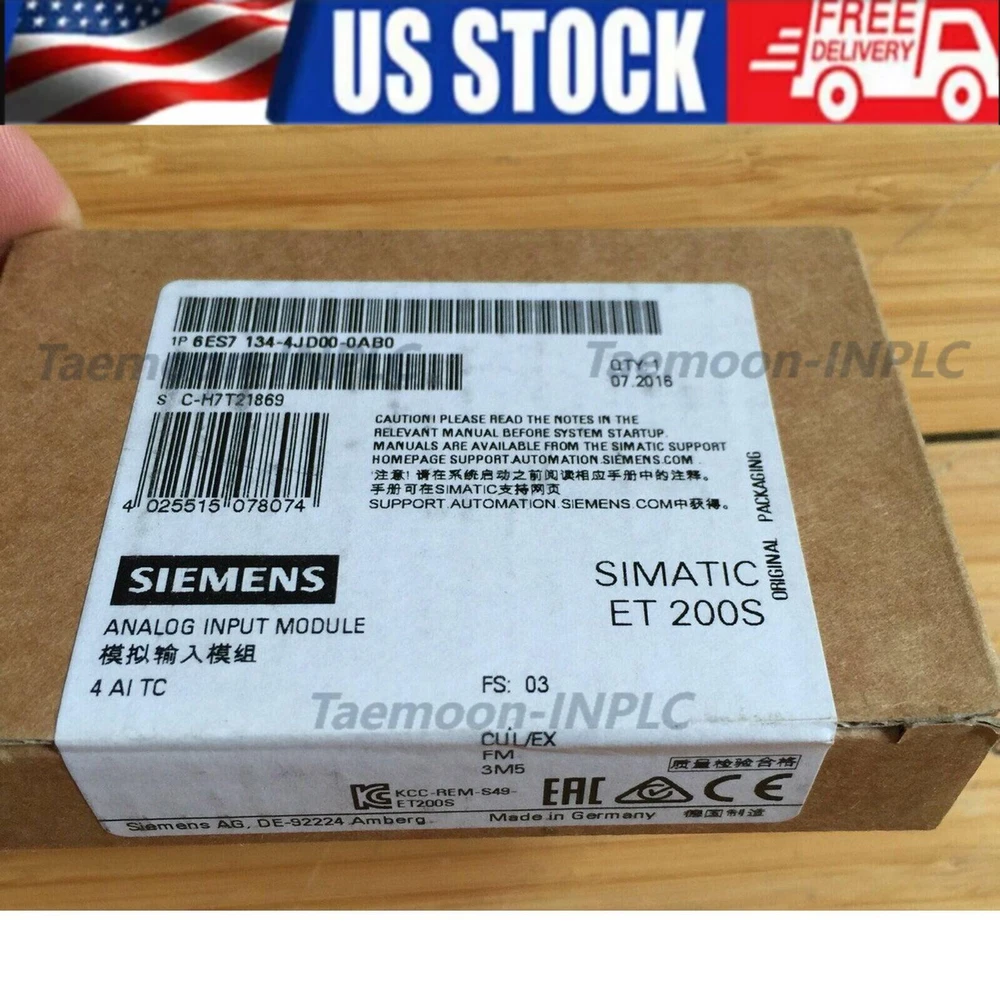 US STOCK
FREE
DELIVERY
1P 6ES7 134-4JD00-0AB0
Taemoon-INPLC
Taemoon-INPLC
QTY 1
07.2016
S C-H7T21869
CAUTION! PLEASE READ THE NOTES IN THE
RELEVANT MANUAL BEFORE SYSTEM STARTUP.
MANUALS ARE AVAILABLE FROM THE SIMATIC SUPPORT
HOMEPAGE SUPPORT.AUTOMATION.SIEMENS.COM.
注意! 请在系统启动之前阅读相应手册中的注释。
手册可在SIMATIC支持网页
SUPPORT.AUTOMATION.SIEMENS.COM中获得。
4 025515 078074
ORIGINAL PACKAGING
SIEMENS
SIMATIC
ET 200S
ANALOG INPUT MODULE
模拟输入模组
4 AI TC
FS: 03
Taemoon-INPLC
CUL/EX
FM
3M5
质量检验合格
KC
KCC-REM-S49-
ET200S
EAC
CE
Siemens AG, DE-92224 Amberg
Made in Germany
德国制造